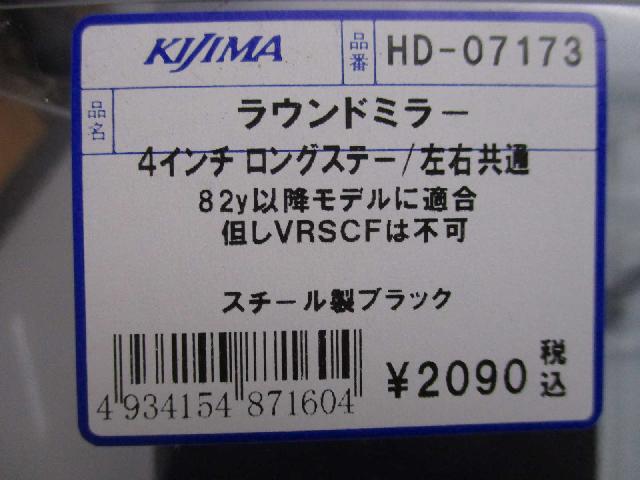 KIJIMA 品番 HD-07173
品名 ラウンドミラー
4インチ ロングステー/左右共通
82y以降モデルに適合
但しVRSCFは不可
スチール製ブラック
¥2090 税込
4 934154 871604